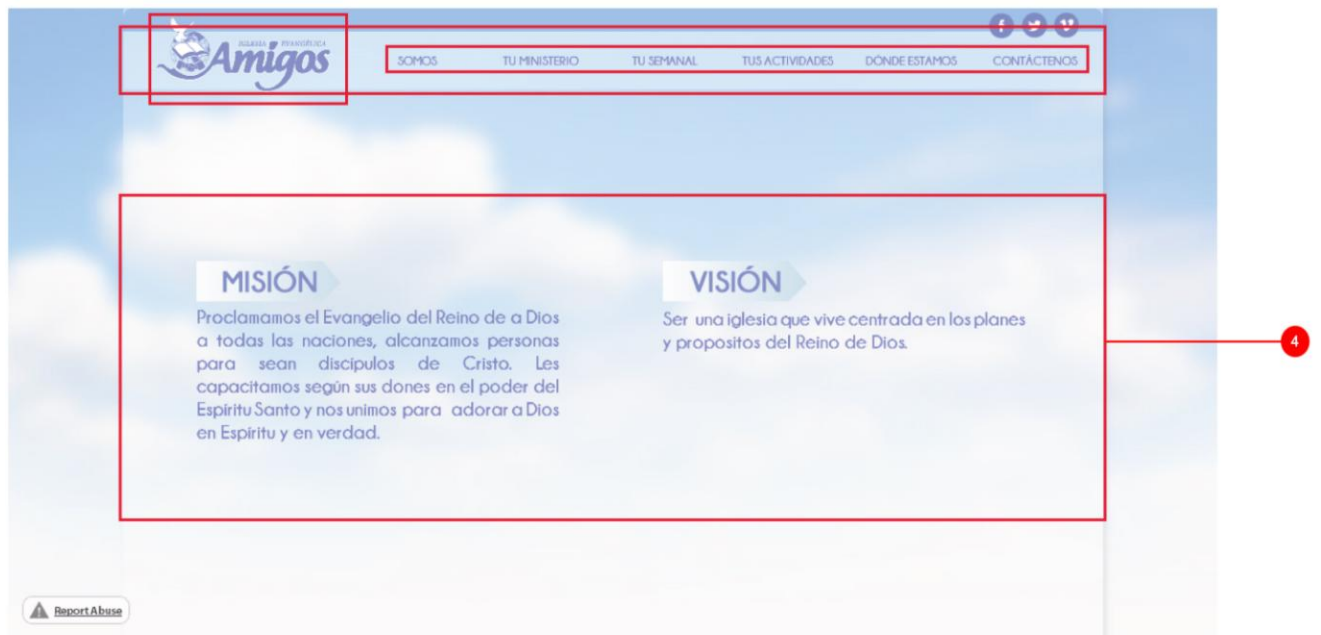 IGLESIA EVANGÉLICA
Amigos
SOMOS TU MINISTERIO TU SEMANAL TUS ACTIVIDADES DÓNDE ESTAMOS CONTÁCTENOS
MISIÓN
Proclamamos el Evangelio del Reino de a Dios
a todas las naciones, alcanzamos personas
para sean discípulos de Cristo. Les
capacitamos según sus dones en el poder del
Espíritu Santo y nos unimos para adorar a Dios
en Espíritu y en verdad.
VISIÓN
Ser una iglesia que vive centrada en los planes
y propositos del Reino de Dios.
4
Report Abuse